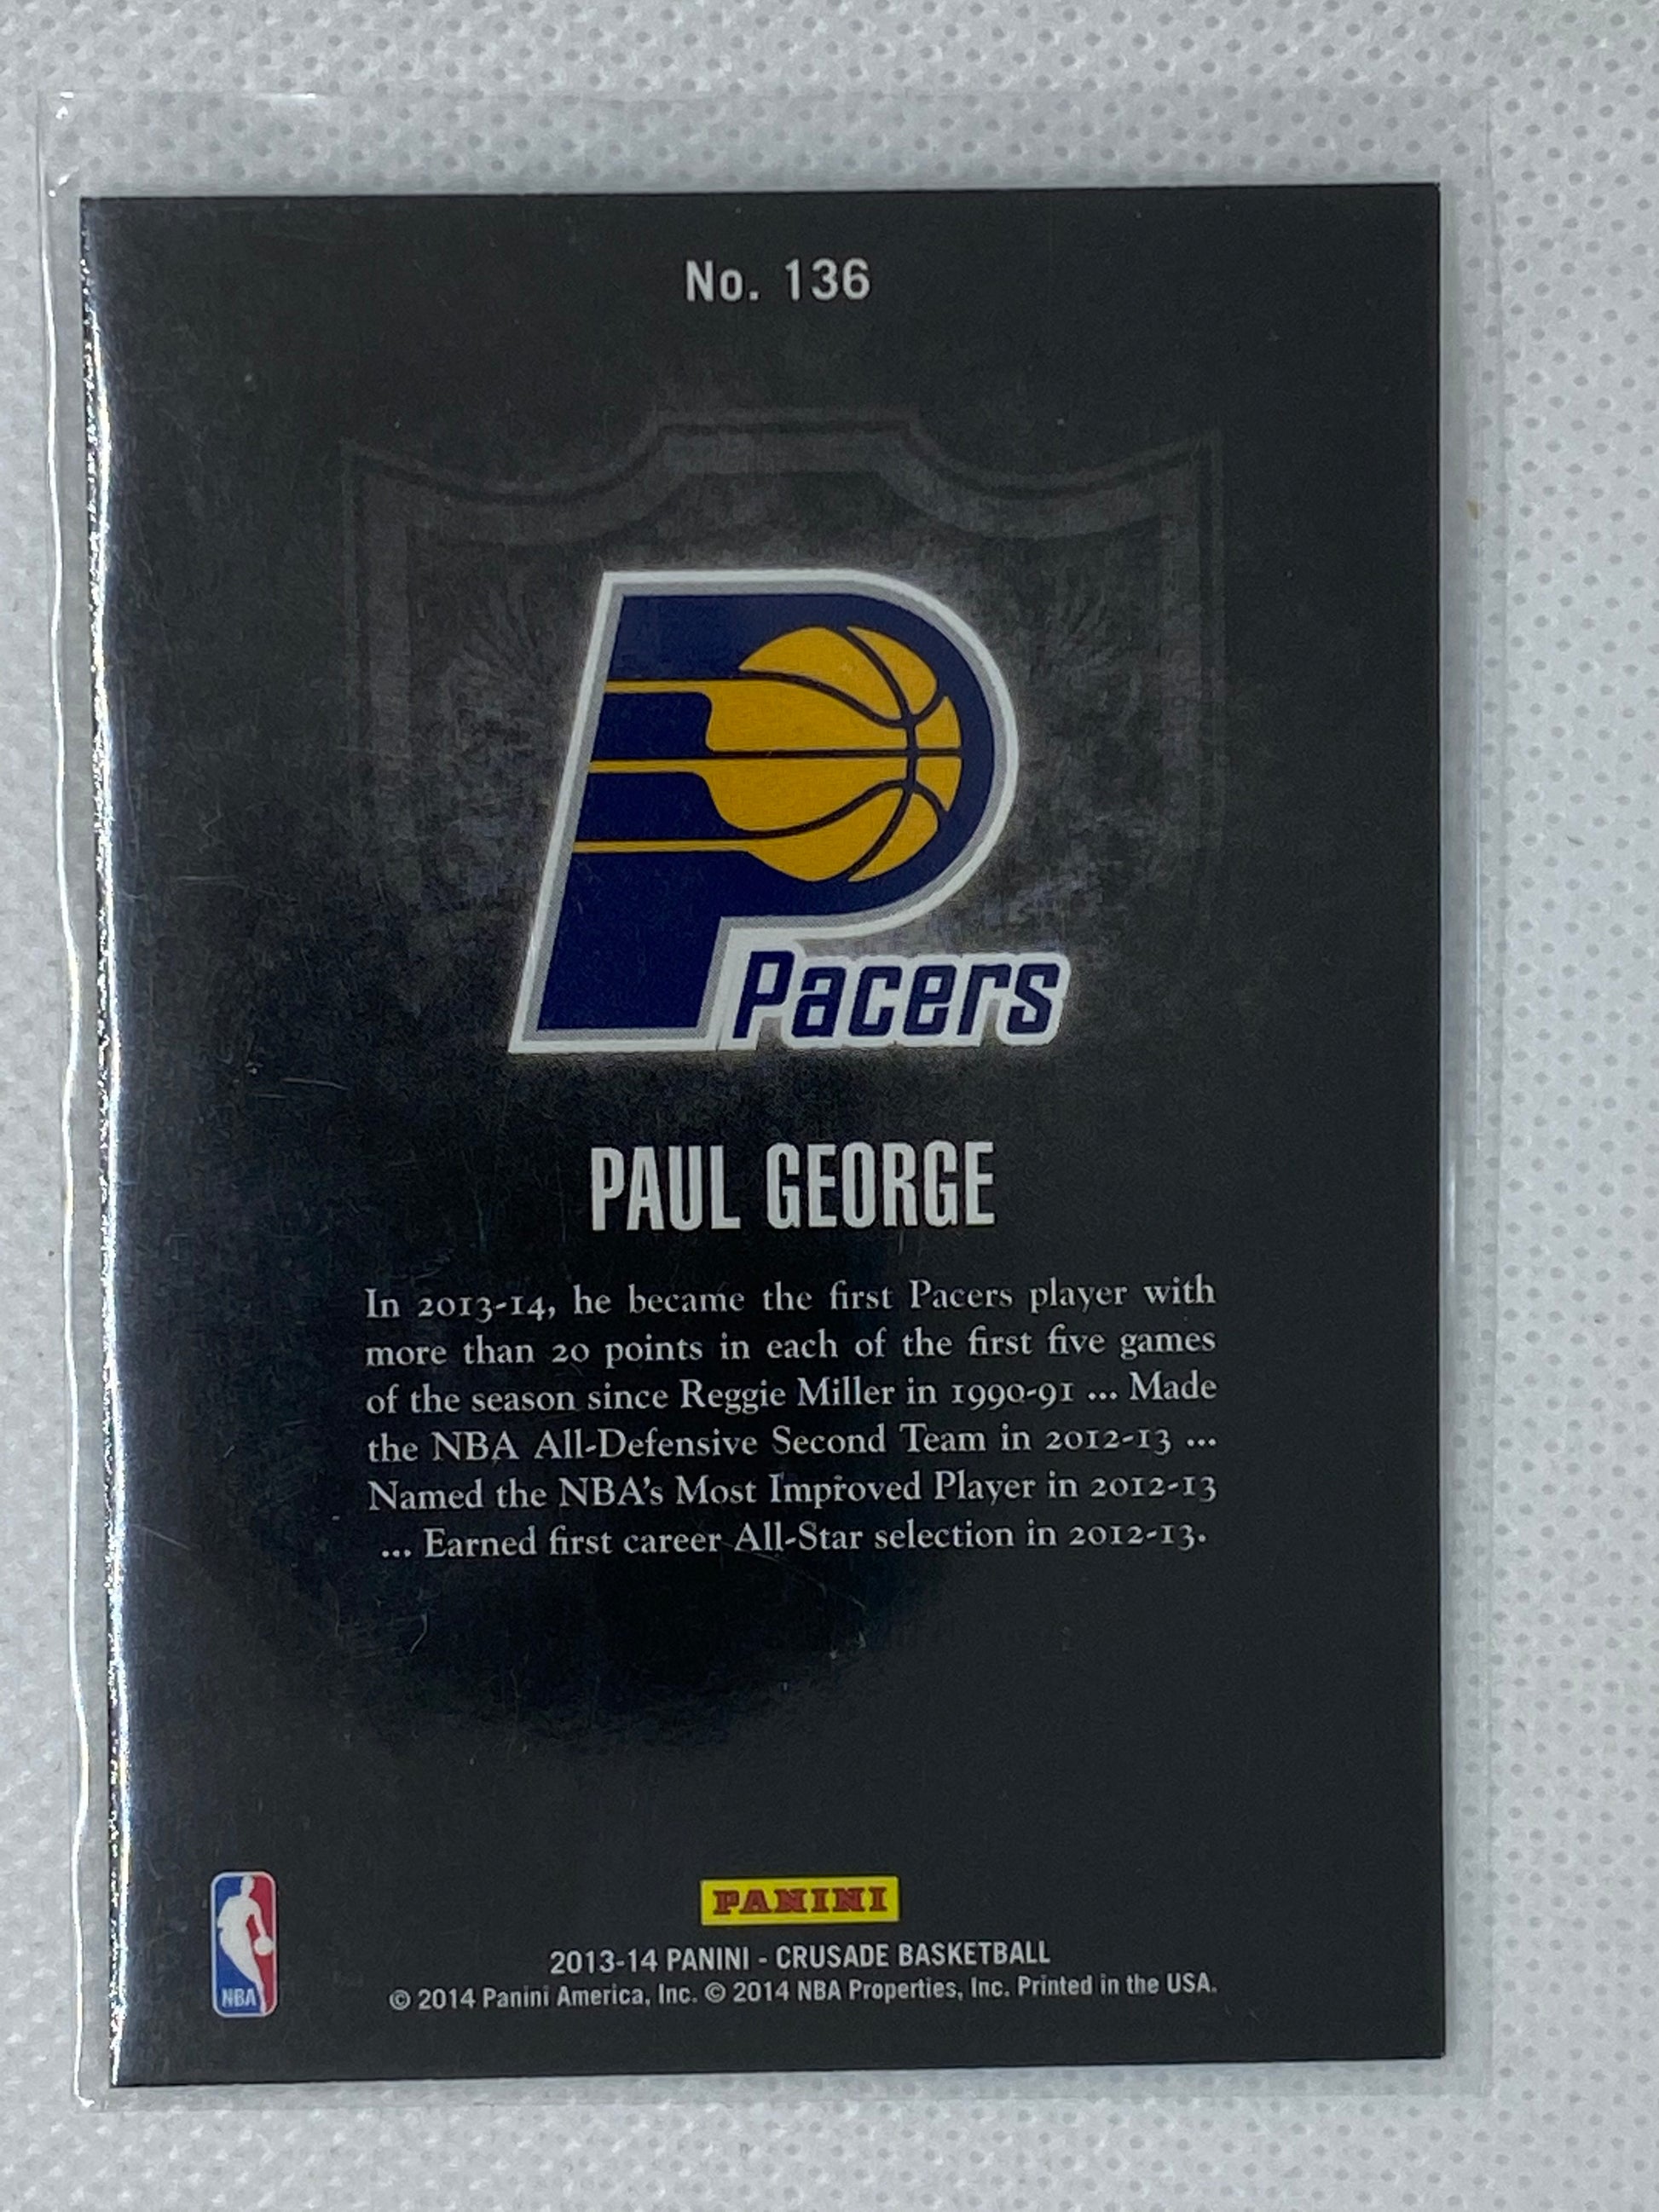 No. 136
Pacers
PAUL GEORGE
In 2013-14, he became the first Pacers player with
more than 20 points in each of the first five games
of the season since Reggie Miller in 1990-91 ... Made
the NBA All-Defensive Second Team in 2012-13 ...
Named the NBA's Most Improved Player in 2012-13
... Earned first career All-Star selection in 2012-13.
PANINI
NBA
2013-14 PANINI - CRUSADE BASKETBALL
© 2014 Panini America, Inc. © 2014 NBA Properties, Inc. Printed in the USA.